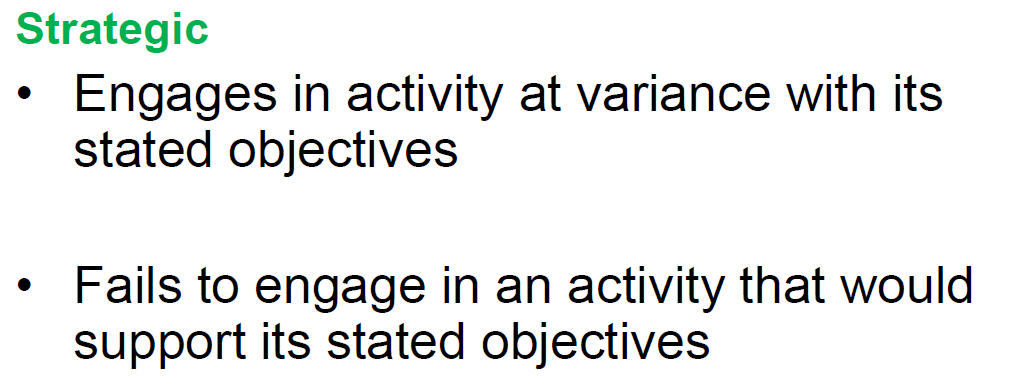 Strategic
• Engages in activity at variance with its
stated objectives
• Fails to engage in an activity that would
support its stated objectives